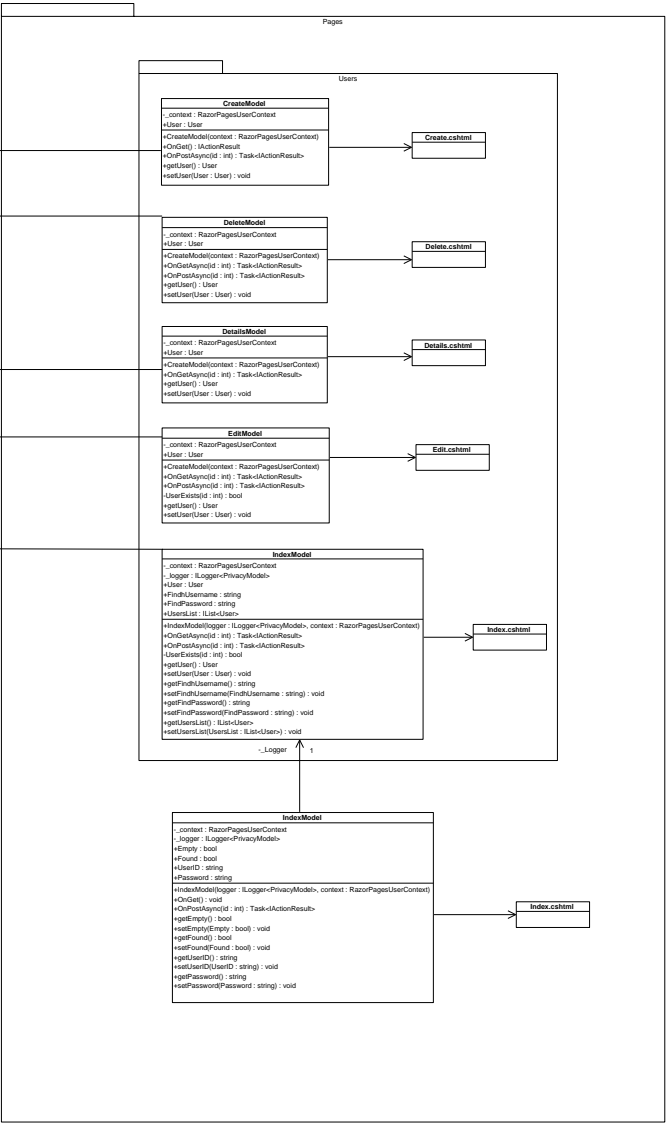 Pages
Users
CreateModel
-_context : RazorPagesUserContext
+User : User
+CreateModel(context : RazorPagesUserContext)
+OnGet() : IActionResult
+OnPostAsync(id : int) : Task<IActionResult>
+getUser() : User
+setUser(User : User) : void
Create.cshtml
DeleteModel
-_context : RazorPagesUserContext
+User : User
+CreateModel(context : RazorPagesUserContext)
+OnGetAsync(id : int) : Task<IActionResult>
+OnPostAsync(id : int) : Task<IActionResult>
+getUser() : User
+setUser(User : User) : void
Delete.cshtml
DetailsModel
-_context : RazorPagesUserContext
+User : User
+CreateModel(context : RazorPagesUserContext)
+OnGetAsync(id : int) : Task<IActionResult>
+getUser() : User
+setUser(User : User) : void
Details.cshtml
EditModel
-_context : RazorPagesUserContext
+User : User
+CreateModel(context : RazorPagesUserContext)
+OnGetAsync(id : int) : Task<IActionResult>
+OnPostAsync(id : int) : Task<IActionResult>
-UserExists(id : int) : bool
+getUser() : User
+setUser(User : User) : void
Edit.cshtml
IndexModel
-_context : RazorPagesUserContext
-_logger : ILogger<PrivacyModel>
+User : User
+FindhUsername : string
+FindPassword : string
+UsersList : IList<User>
+IndexModel(logger : ILogger<PrivacyModel>, context : RazorPagesUserContext)
+OnGetAsync(id : int) : Task<IActionResult>
+OnPostAsync(id : int) : Task<IActionResult>
-UserExists(id : int) : bool
+getUser() : User
+setUser(User : User) : void
+getFindhUsername() : string
+setFindhUsername(FindhUsername : string) : void
+getFindPassword() : string
+setFindPassword(FindPassword : string) : void
+getUsersList() : IList<User>
+setUsersList(UsersList : IList<User>) : void
Index.cshtml
-_Logger 1
IndexModel
-_context : RazorPagesUserContext
-_logger : ILogger<PrivacyModel>
+Empty : bool
+Found : bool
+UserID : string
+Password : string
+IndexModel(logger : ILogger<PrivacyModel>, context : RazorPagesUserContext)
+OnGet() : void
+OnPostAsync(id : int) : Task<IActionResult>
+getEmpty() : bool
+setEmpty(Empty : bool) : void
+getFound() : bool
+setFound(Found : bool) : void
+getUserID() : string
+setUserID(UserID : string) : void
+getPassword() : string
+setPassword(Password : string) : void
Index.cshtml